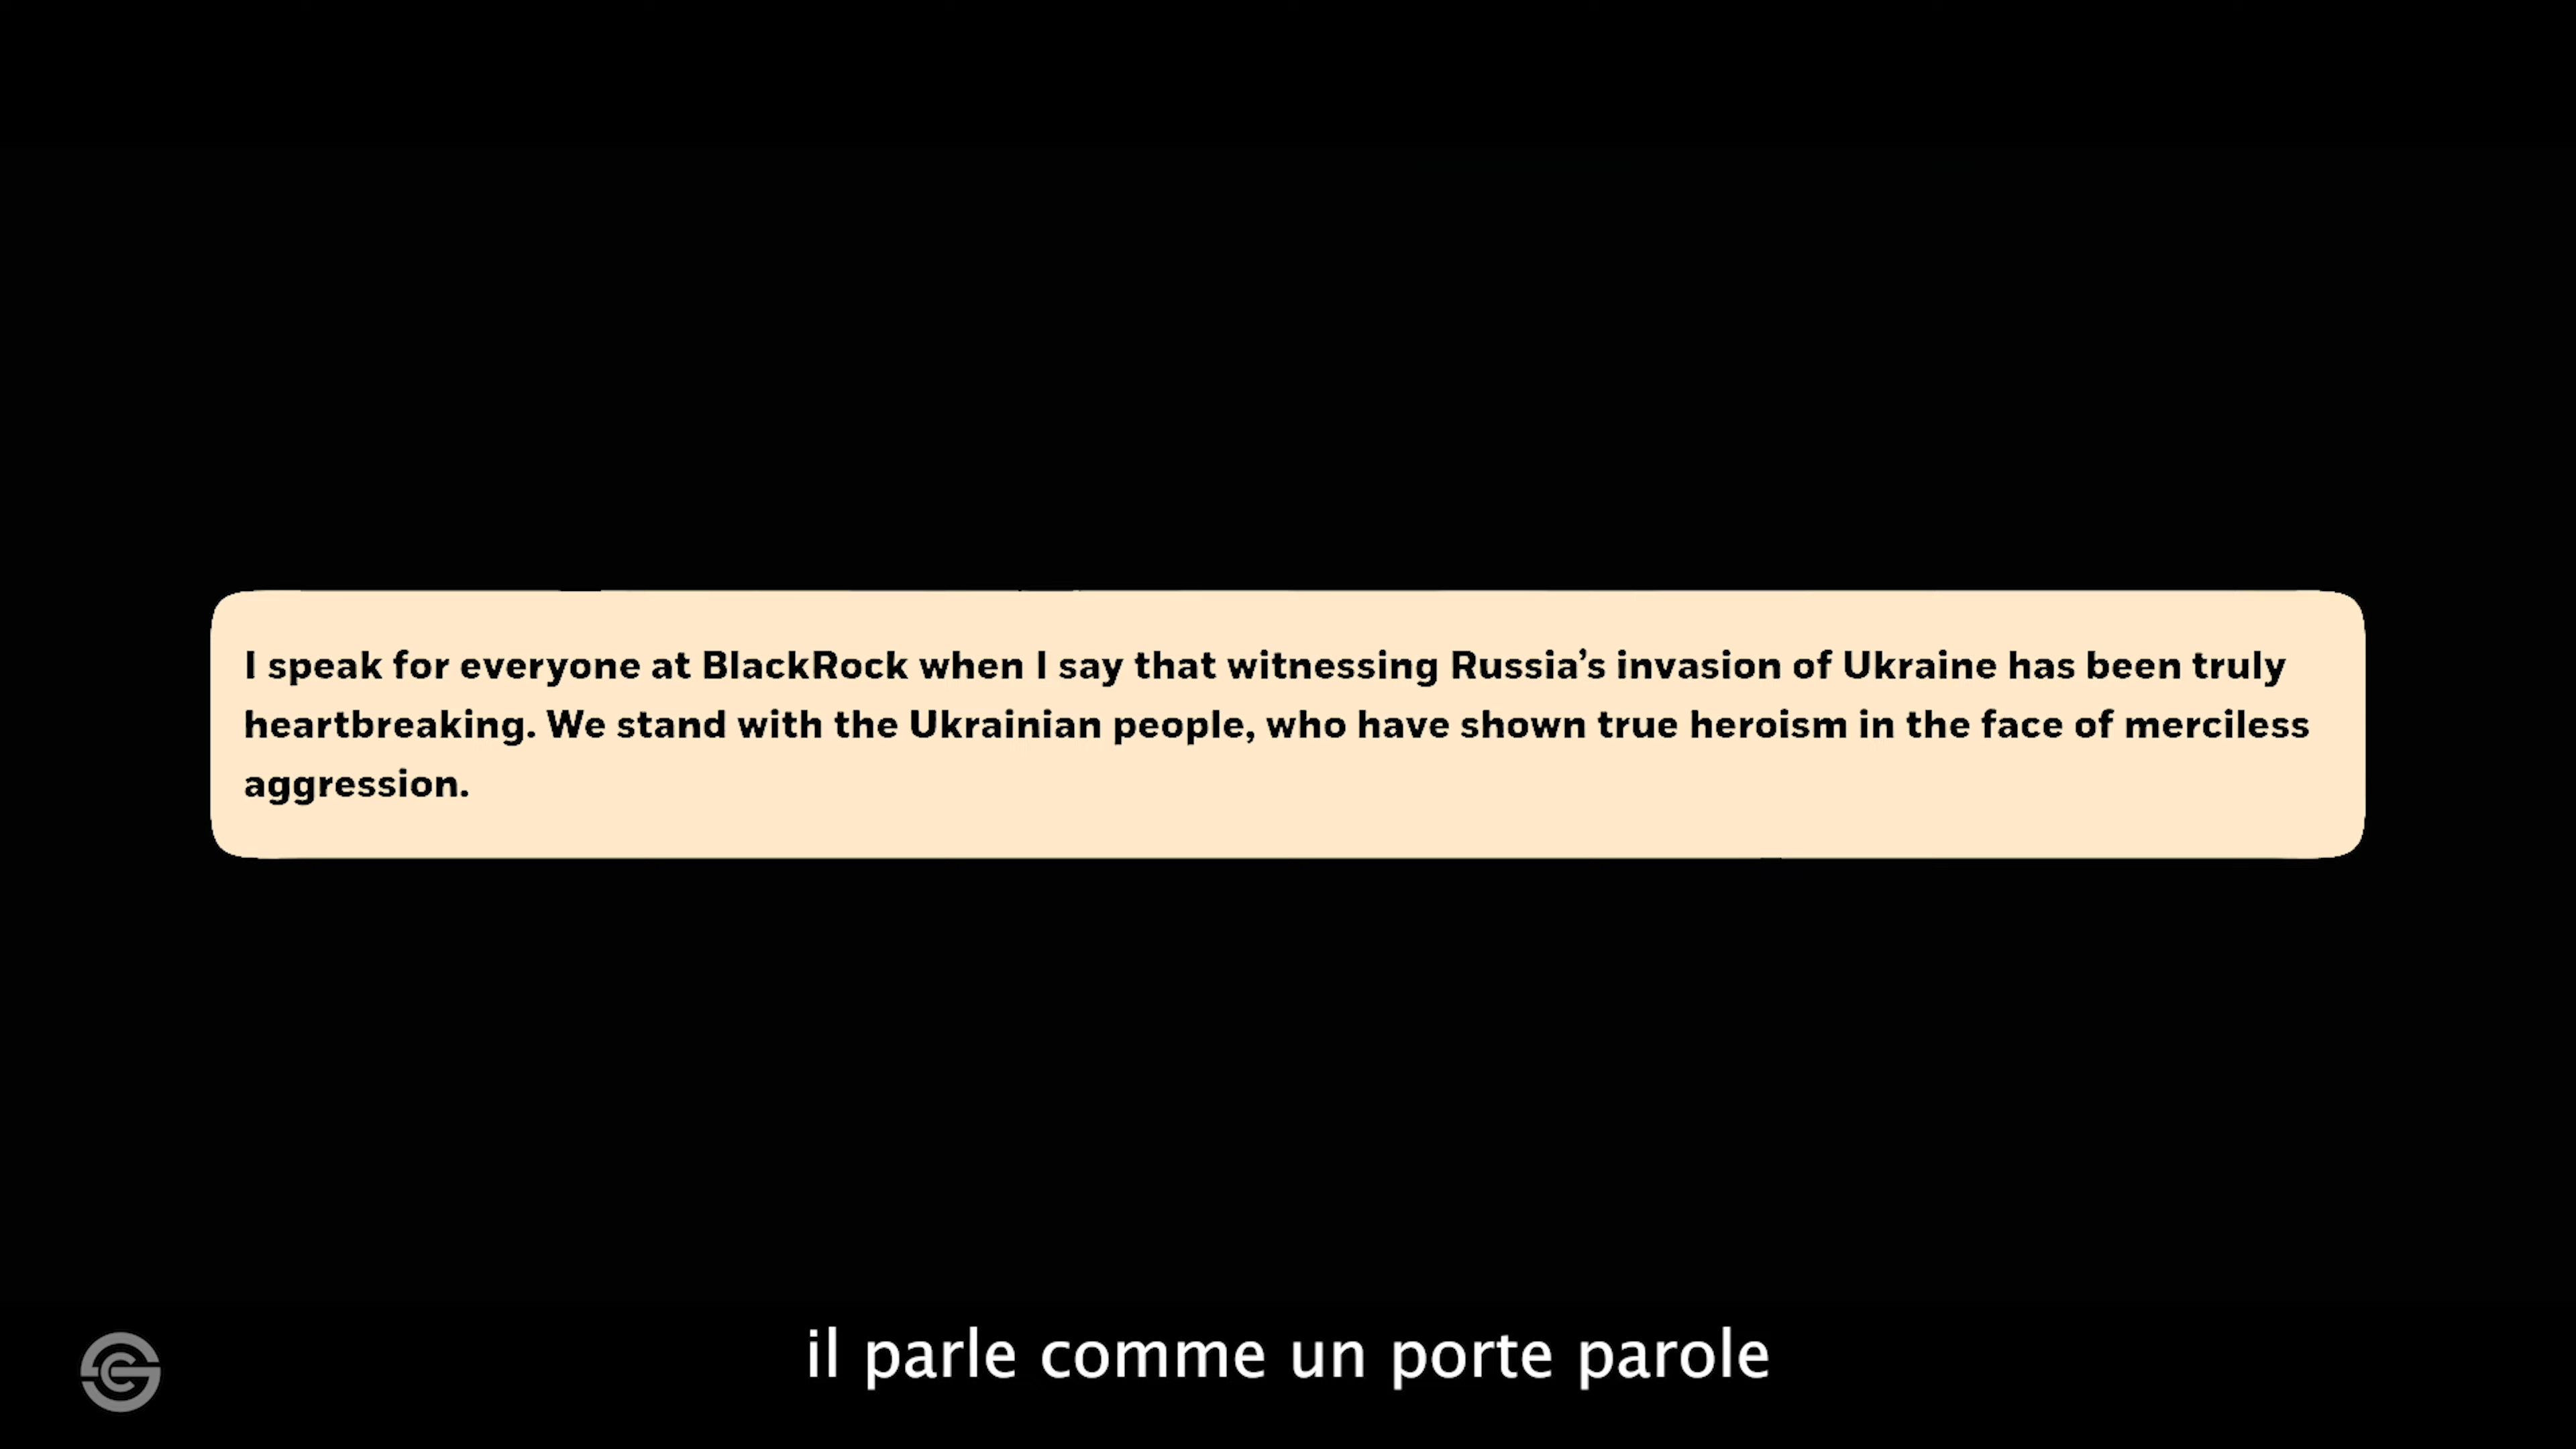 I speak for everyone at BlackRock when I say that witnessing Russia’s invasion of Ukraine has been truly
heartbreaking. We stand with the Ukrainian people, who have shown true heroism in the face of merciless
aggression.
il parle comme un porte parole